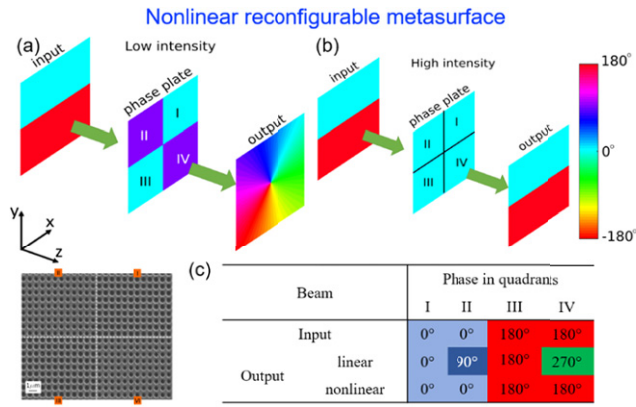 Nonlinear reconfigurable metasurface
(a) Low intensity
input
phase plate
I
II
III
IV
output
(b) High intensity
input
phase plate
I
II
III
IV
output
180°
0°
-180°
y
x
z
1μm
(c)
Beam Phase in quadrants
I II III IV
Input 0° 0° 180° 180°
Output linear 0° 90° 180° 270°
nonlinear 0° 0° 180° 180°